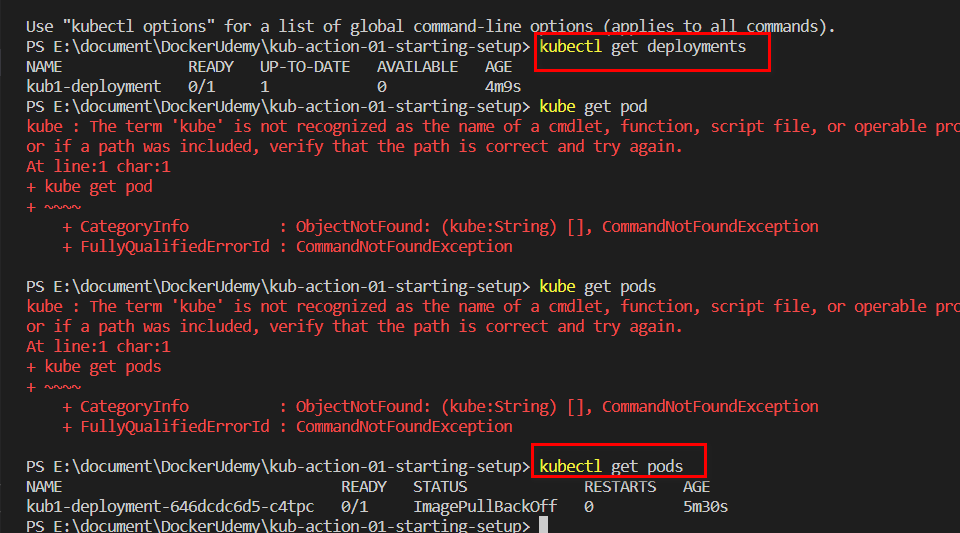 Use "kubectl options" for a list of global command-line options (applies to all commands).
PS E:\document\DockerUdemy\kub-action-01-starting-setup> kubectl get deployments
NAME READY UP-TO-DATE AVAILABLE AGE
kub1-deployment 0/1 1 0 4m9s
PS E:\document\DockerUdemy\kub-action-01-starting-setup> kube get pod
kube : The term 'kube' is not recognized as the name of a cmdlet, function, script file, or operable pro
or if a path was included, verify that the path is correct and try again.
At line:1 char:1
+ kube get pod
+ ~~~~
+ CategoryInfo : ObjectNotFound: (kube:String) [], CommandNotFoundException
+ FullyQualifiedErrorId : CommandNotFoundException
PS E:\document\DockerUdemy\kub-action-01-starting-setup> kube get pods
kube : The term 'kube' is not recognized as the name of a cmdlet, function, script file, or operable pro
or if a path was included, verify that the path is correct and try again.
At line:1 char:1
+ kube get pods
+ ~~~~
+ CategoryInfo : ObjectNotFound: (kube:String) [], CommandNotFoundException
+ FullyQualifiedErrorId : CommandNotFoundException
PS E:\document\DockerUdemy\kub-action-01-starting-setup> kubectl get pods
NAME READY STATUS RESTARTS AGE
kub1-deployment-646dcdc6d5-c4tpc 0/1 ImagePullBackOff 0 5m30s
PS E:\document\DockerUdemy\kub-action-01-starting-setup>